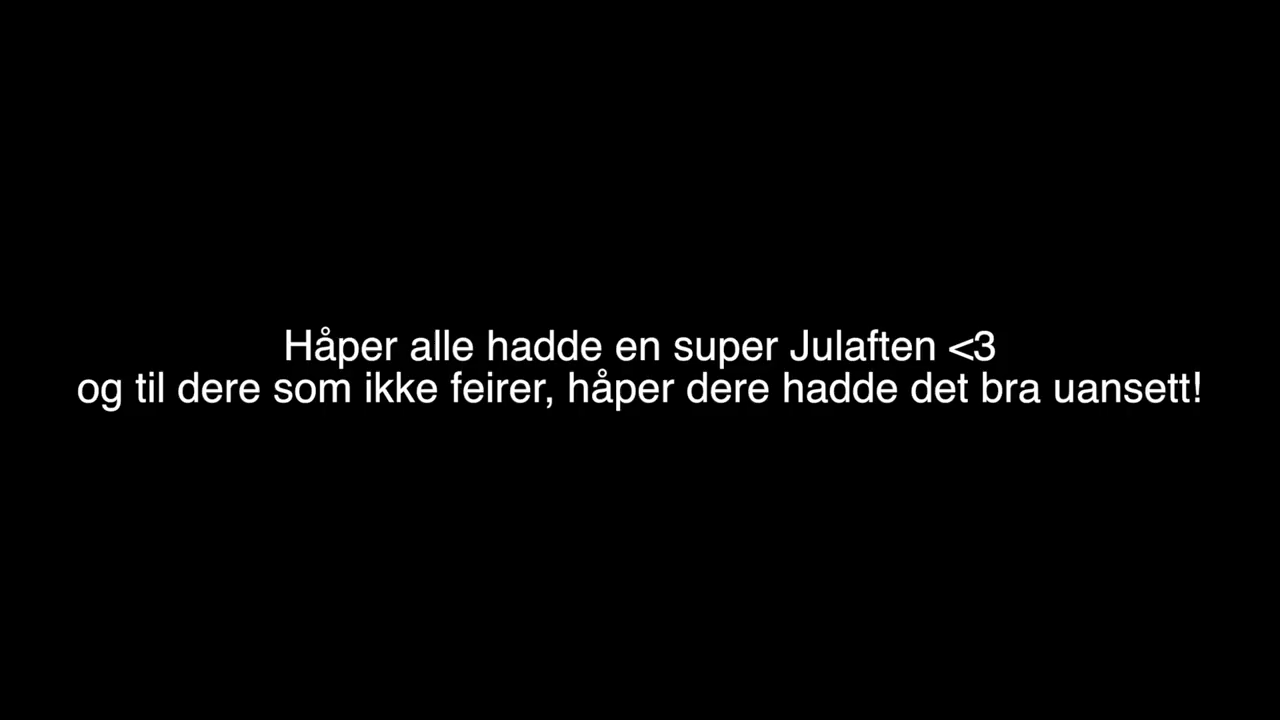 Håper alle hadde en super Julaften <3
og til dere som ikke feirer, håper dere hadde det bra uansett!